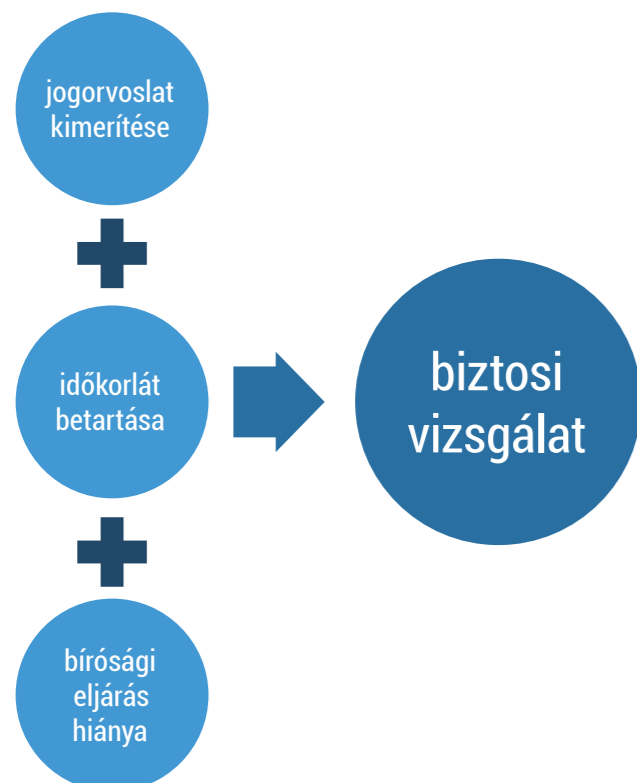 jogorvoslat
kimerítése
időkorlát
betartása
bírósági
eljárás
hiánya
biztosi
vizsgálat